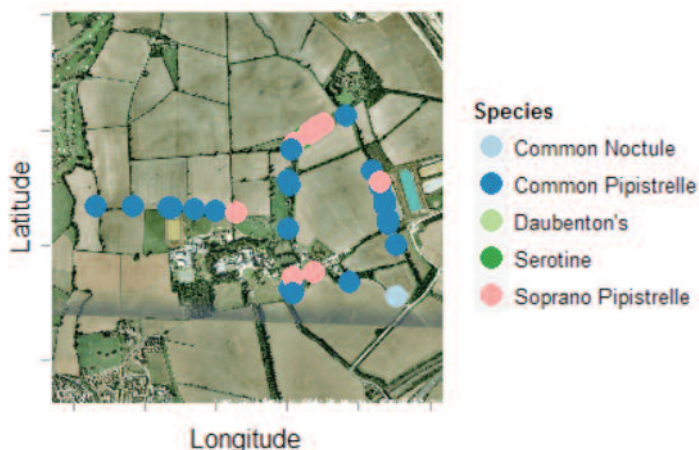 Species
Common Noctule
Common Pipistrelle
Daubenton's
Serotine
Soprano Pipistrelle
Latitude
Longitude